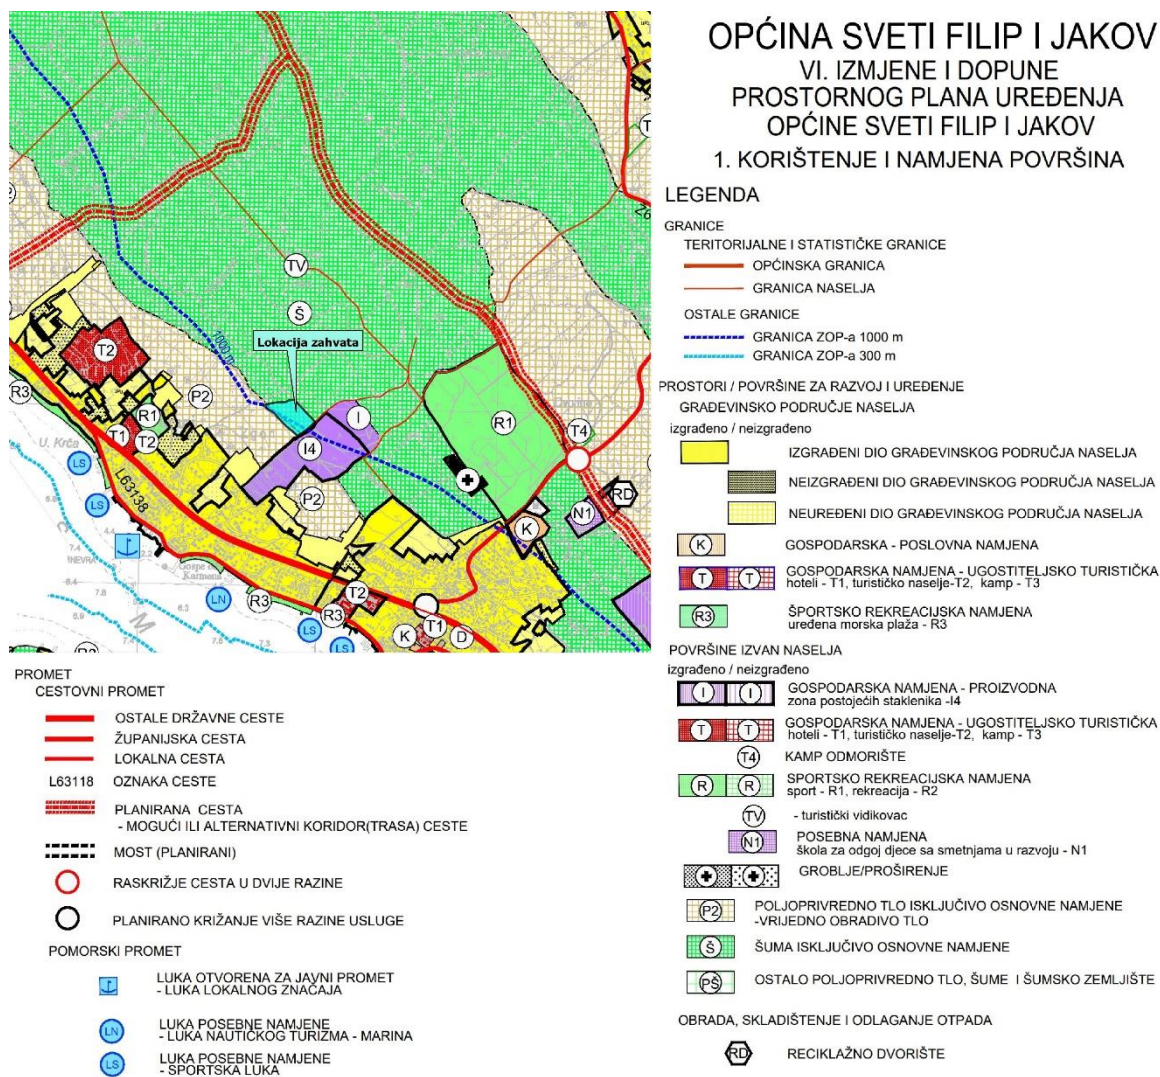 OPĆINA SVETI FILIP I JAKOV
VI. IZMJENE I DOPUNE
PROSTORNOG PLANA UREĐENJA
OPĆINE SVETI FILIP I JAKOV
1. KORIŠTENJE I NAMJENA POVRŠINA
TV
Š
1000 m
Lokacija zahvata
T2
R3
R1
P2
T1
T2
I
I4
R1
T4
U. Krča
LS
LS
L63138
P2
K
N1
RD
Gospe od
Karmena
LN
R3
R3
T2
LS
LS
K
T1
D
M
LEGENDA
GRANICE
TERITORIJALNE I STATISTIČKE GRANICE
OPĆINSKA GRANICA
GRANICA NASELJA
OSTALE GRANICE
GRANICA ZOP-a 1000 m
GRANICA ZOP-a 300 m
PROSTORI / POVRŠINE ZA RAZVOJ I UREĐENJE
GRAĐEVINSKO PODRUČJE NASELJA
izgrađeno / neizgrađeno
IZGRAĐENI DIO GRAĐEVINSKOG PODRUČJA NASELJA
NEIZGRAĐENI DIO GRAĐEVINSKOG PODRUČJA NASELJA
NEUREĐENI DIO GRAĐEVINSKOG PODRUČJA NASELJA
K GOSPODARSKA - POSLOVNA NAMJENA
T T GOSPODARSKA NAMJENA - UGOSTITELJSKO TURISTIČKA
hoteli - T1, turističko naselje-T2, kamp - T3
R3 ŠPORTSKO REKREACIJSKA NAMJENA
uređena morska plaža - R3
POVRŠINE IZVAN NASELJA
izgrađeno / neizgrađeno
I I GOSPODARSKA NAMJENA - PROIZVODNA
zona postojećih staklenika -I4
T T GOSPODARSKA NAMJENA - UGOSTITELJSKO TURISTIČKA
hoteli - T1, turističko naselje-T2, kamp - T3
T4 KAMP ODMORIŠTE
R R SPORTSKO REKREACIJSKA NAMJENA
sport - R1, rekreacija - R2
TV - turistički vidikovac
N1 POSEBNA NAMJENA
škola za odgoj djece sa smetnjama u razvoju - N1
GROBLJE/PROŠIRENJE
P2 POLJOPRIVREDNO TLO ISKLJUČIVO OSNOVNE NAMJENE
-VRIJEDNO OBRADIVO TLO
Š ŠUMA ISKLJUČIVO OSNOVNE NAMJENE
PŠ OSTALO POLJOPRIVREDNO TLO, ŠUME I ŠUMSKO ZEMLJIŠTE
OBRADA, SKLADIŠTENJE I ODLAGANJE OTPADA
RD RECIKLAŽNO DVORIŠTE
PROMET
CESTOVNI PROMET
OSTALE DRŽAVNE CESTE
ŽUPANIJSKA CESTA
LOKALNA CESTA
L63118 OZNAKA CESTE
PLANIRANA CESTA
- MOGUĆI ILI ALTERNATIVNI KORIDOR(TRASA) CESTE
MOST (PLANIRANI)
RASKRIŽJE CESTA U DVIJE RAZINE
PLANIRANO KRIŽANJE VIŠE RAZINE USLUGE
POMORSKI PROMET
LUKA OTVORENA ZA JAVNI PROMET
- LUKA LOKALNOG ZNAČAJA
LN LUKA POSEBNE NAMJENE
- LUKA NAUTIČKOG TURIZMA - MARINA
LS LUKA POSEBNE NAMJENE
- SPORTSKA LUKA